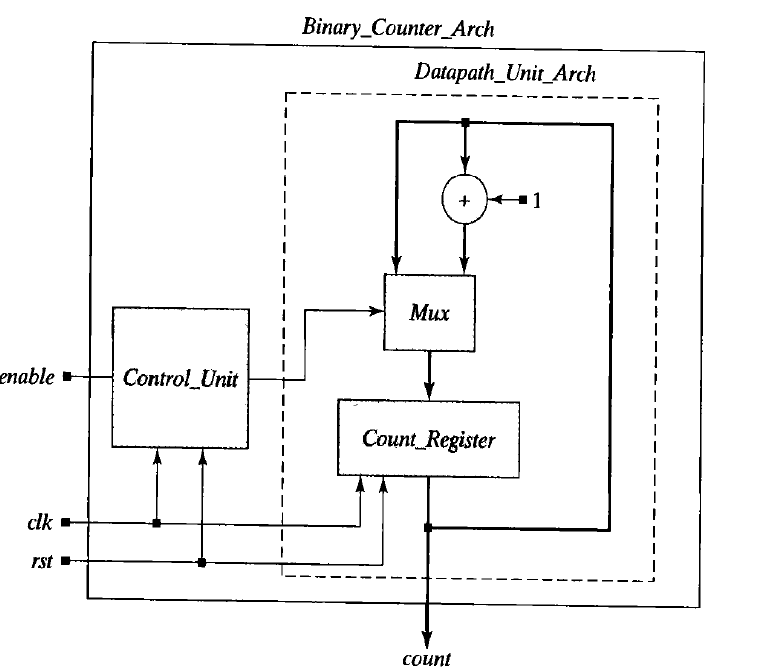 Binary_Counter_Arch
Datapath_Unit_Arch
+
1
Mux
enable
Control_Unit
Count_Register
clk
rst
count